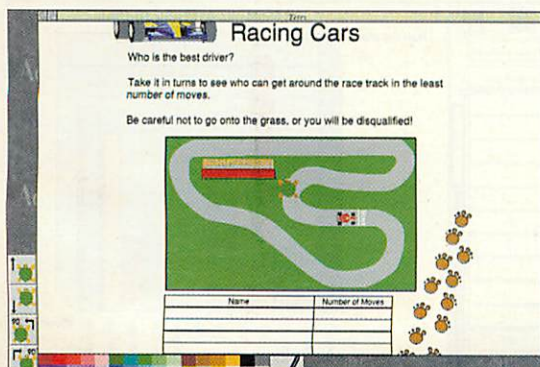 Racing Cars
Who is the best driver?
Take it in turns to see who can get around the race track in the least
number of moves.
Be careful not to go onto the grass, or you will be disqualified!
Name Number of Moves
90
90